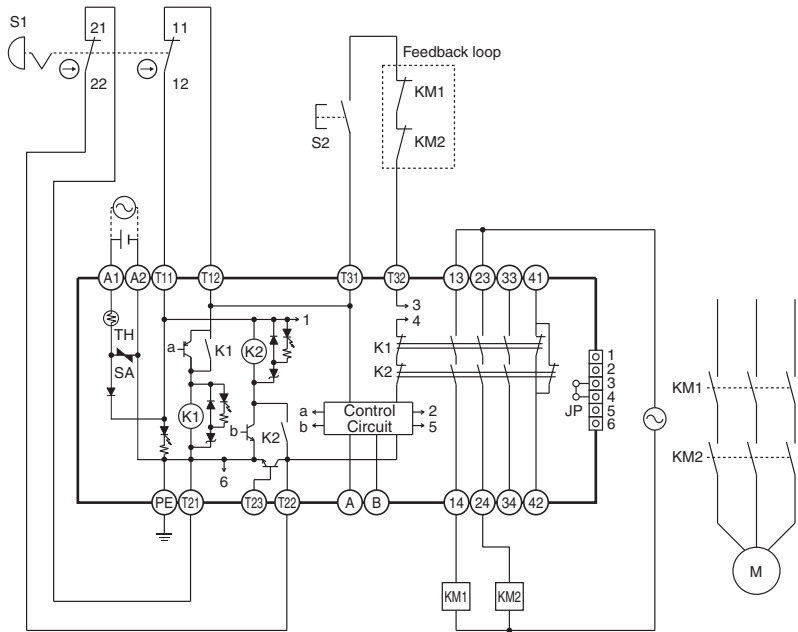 S1
21
11
22
12
Feedback loop
KM1
S2
KM2
A1 A2 T11 T12 T31 T32 13 23 33 41
3
4
1
TH
a
K1
K2
K1
SA
K2
1
2
3
4
5
6
JP
KM1
K1
a
b
Control
Circuit
2
5
b
K2
6
KM2
PE T21 T23 T22 A B 14 24 34 42
KM1
KM2
M